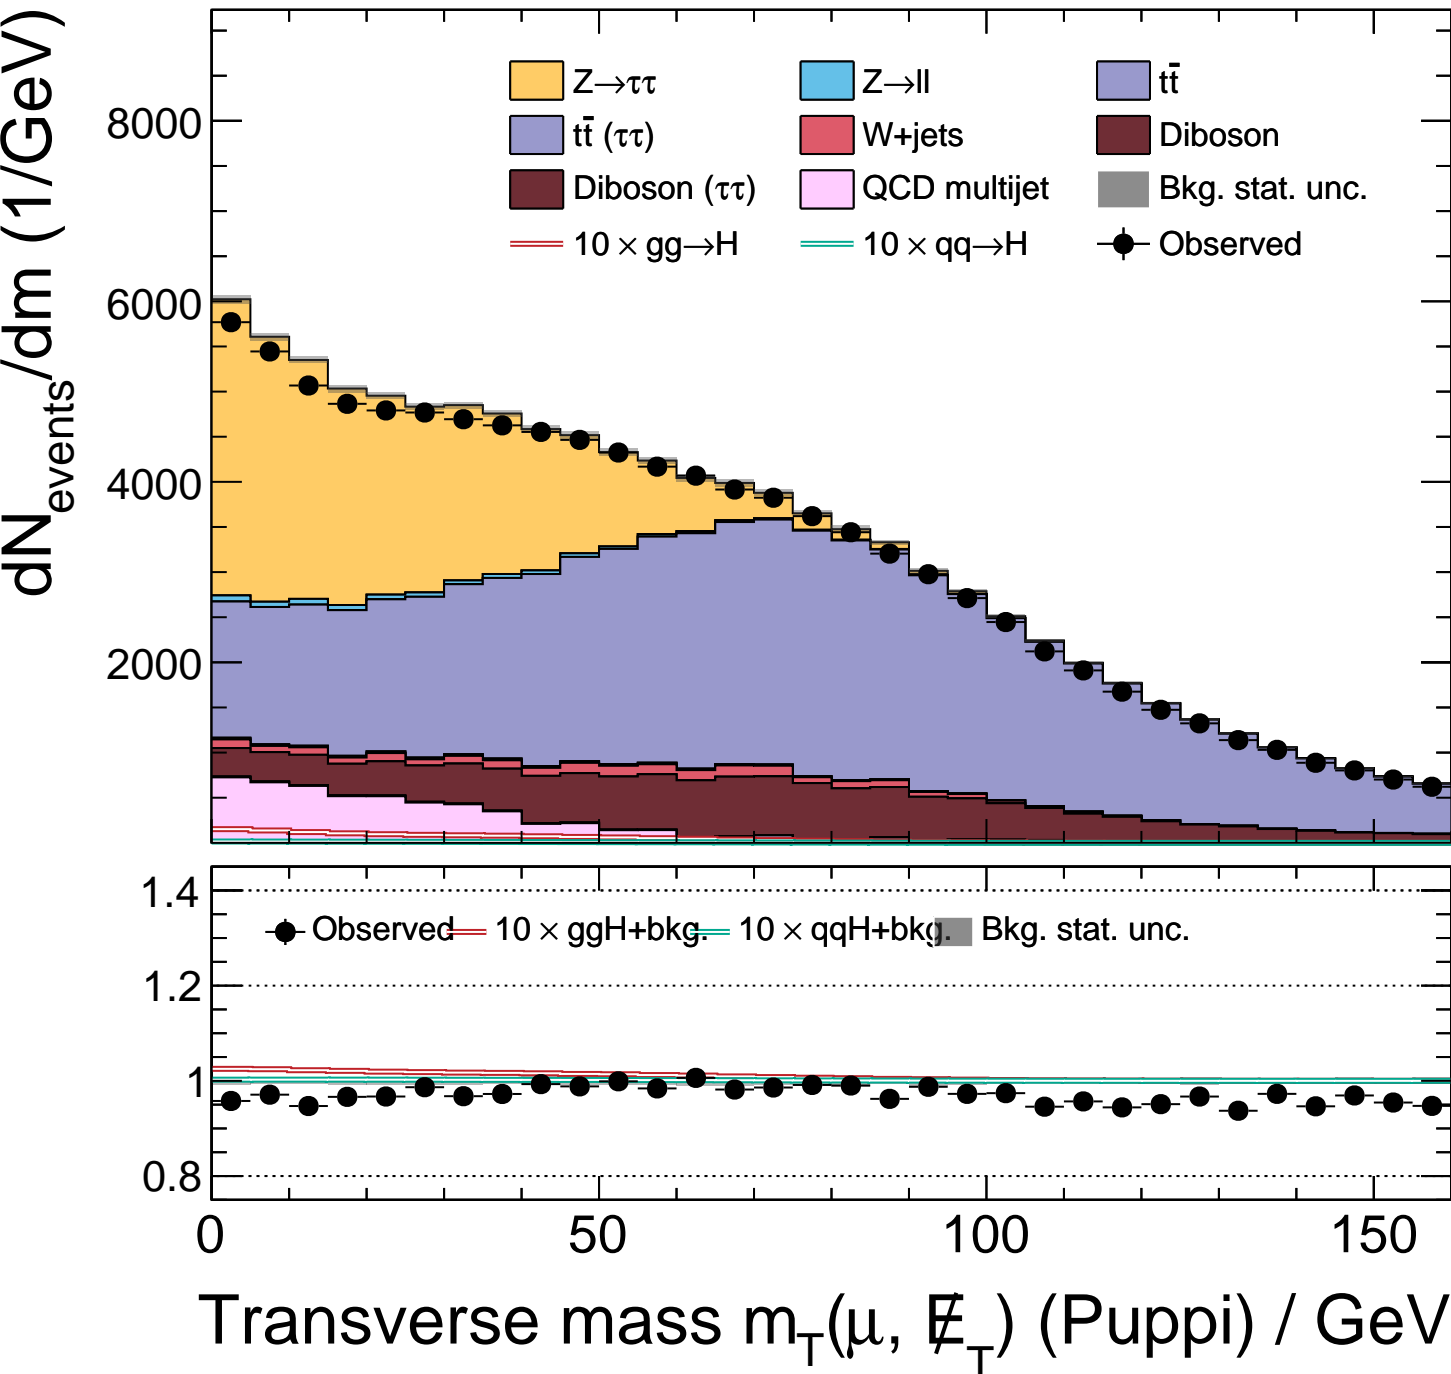 dN_events/dm (1/GeV)
8000
6000
4000
2000
Z→ττ
Z→ll
tt̄
tt̄ (ττ)
W+jets
Diboson
Diboson (ττ)
QCD multijet
Bkg. stat. unc.
10 × gg→H
10 × qq→H
Observed
1.4
1.2
1
0.8
Observed
10 × ggH+bkg.
10 × qqH+bkg.
Bkg. stat. unc.
0
50
100
150
Transverse mass m_T(μ, E̸_T) (Puppi) / GeV